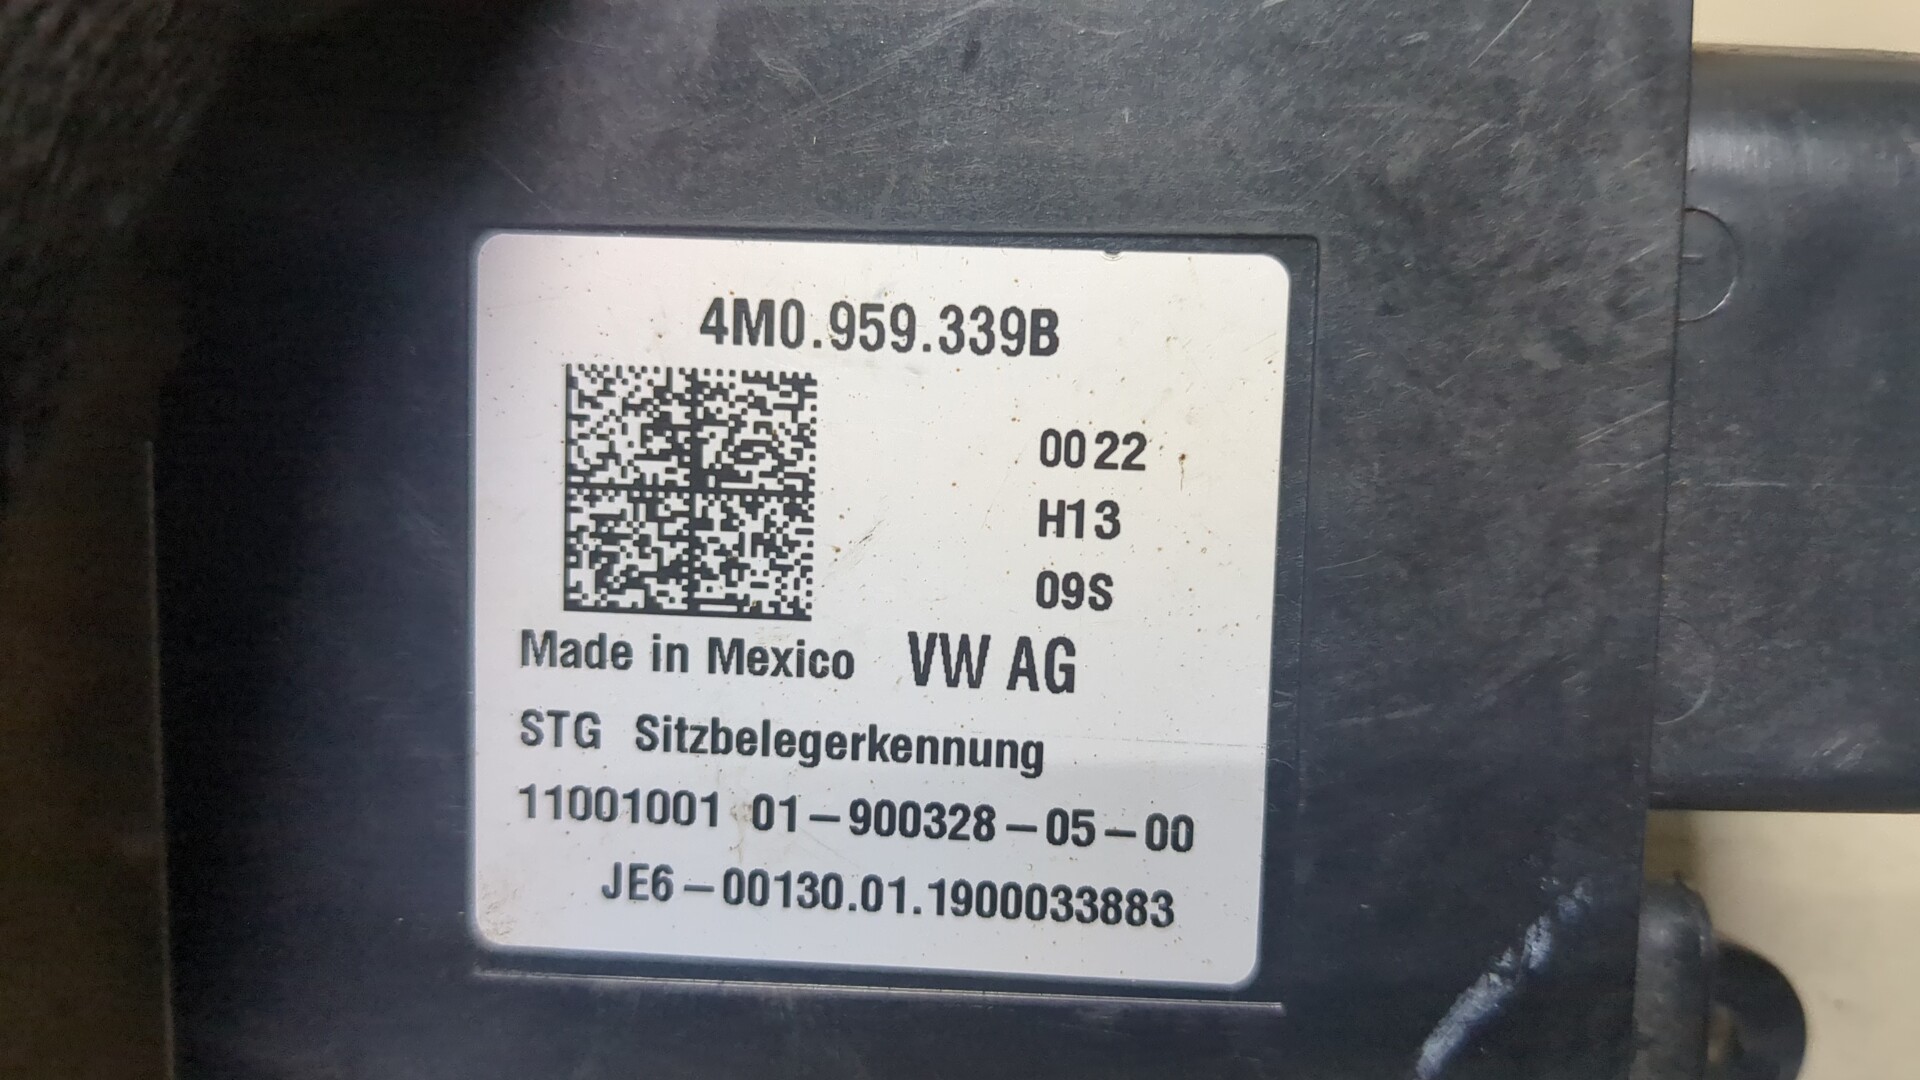 4M0.959.339B
0022
H13
09S
Made in Mexico VW AG
STG Sitzbelegerkennung
11001001 01-900328-05-00
JE6-00130.01.1900033883